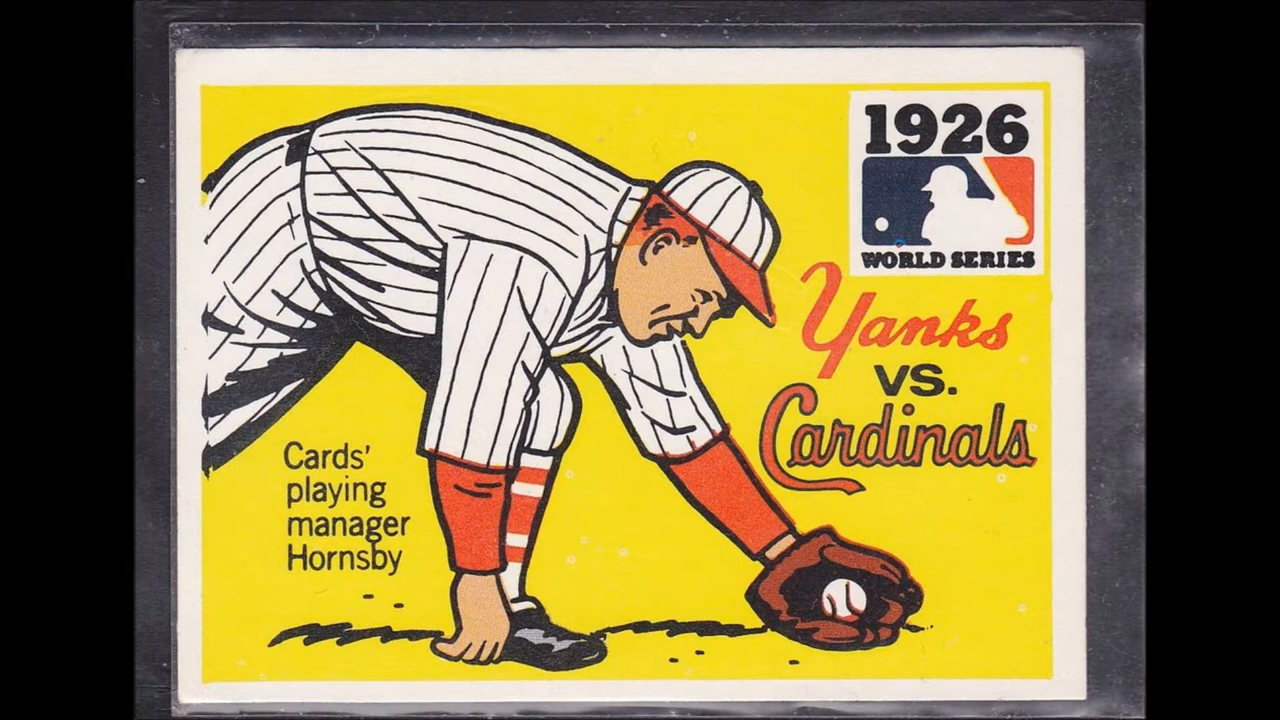 1926
WORLD SERIES
Yanks
VS.
Cardinals
Cards'
playing
manager
Hornsby